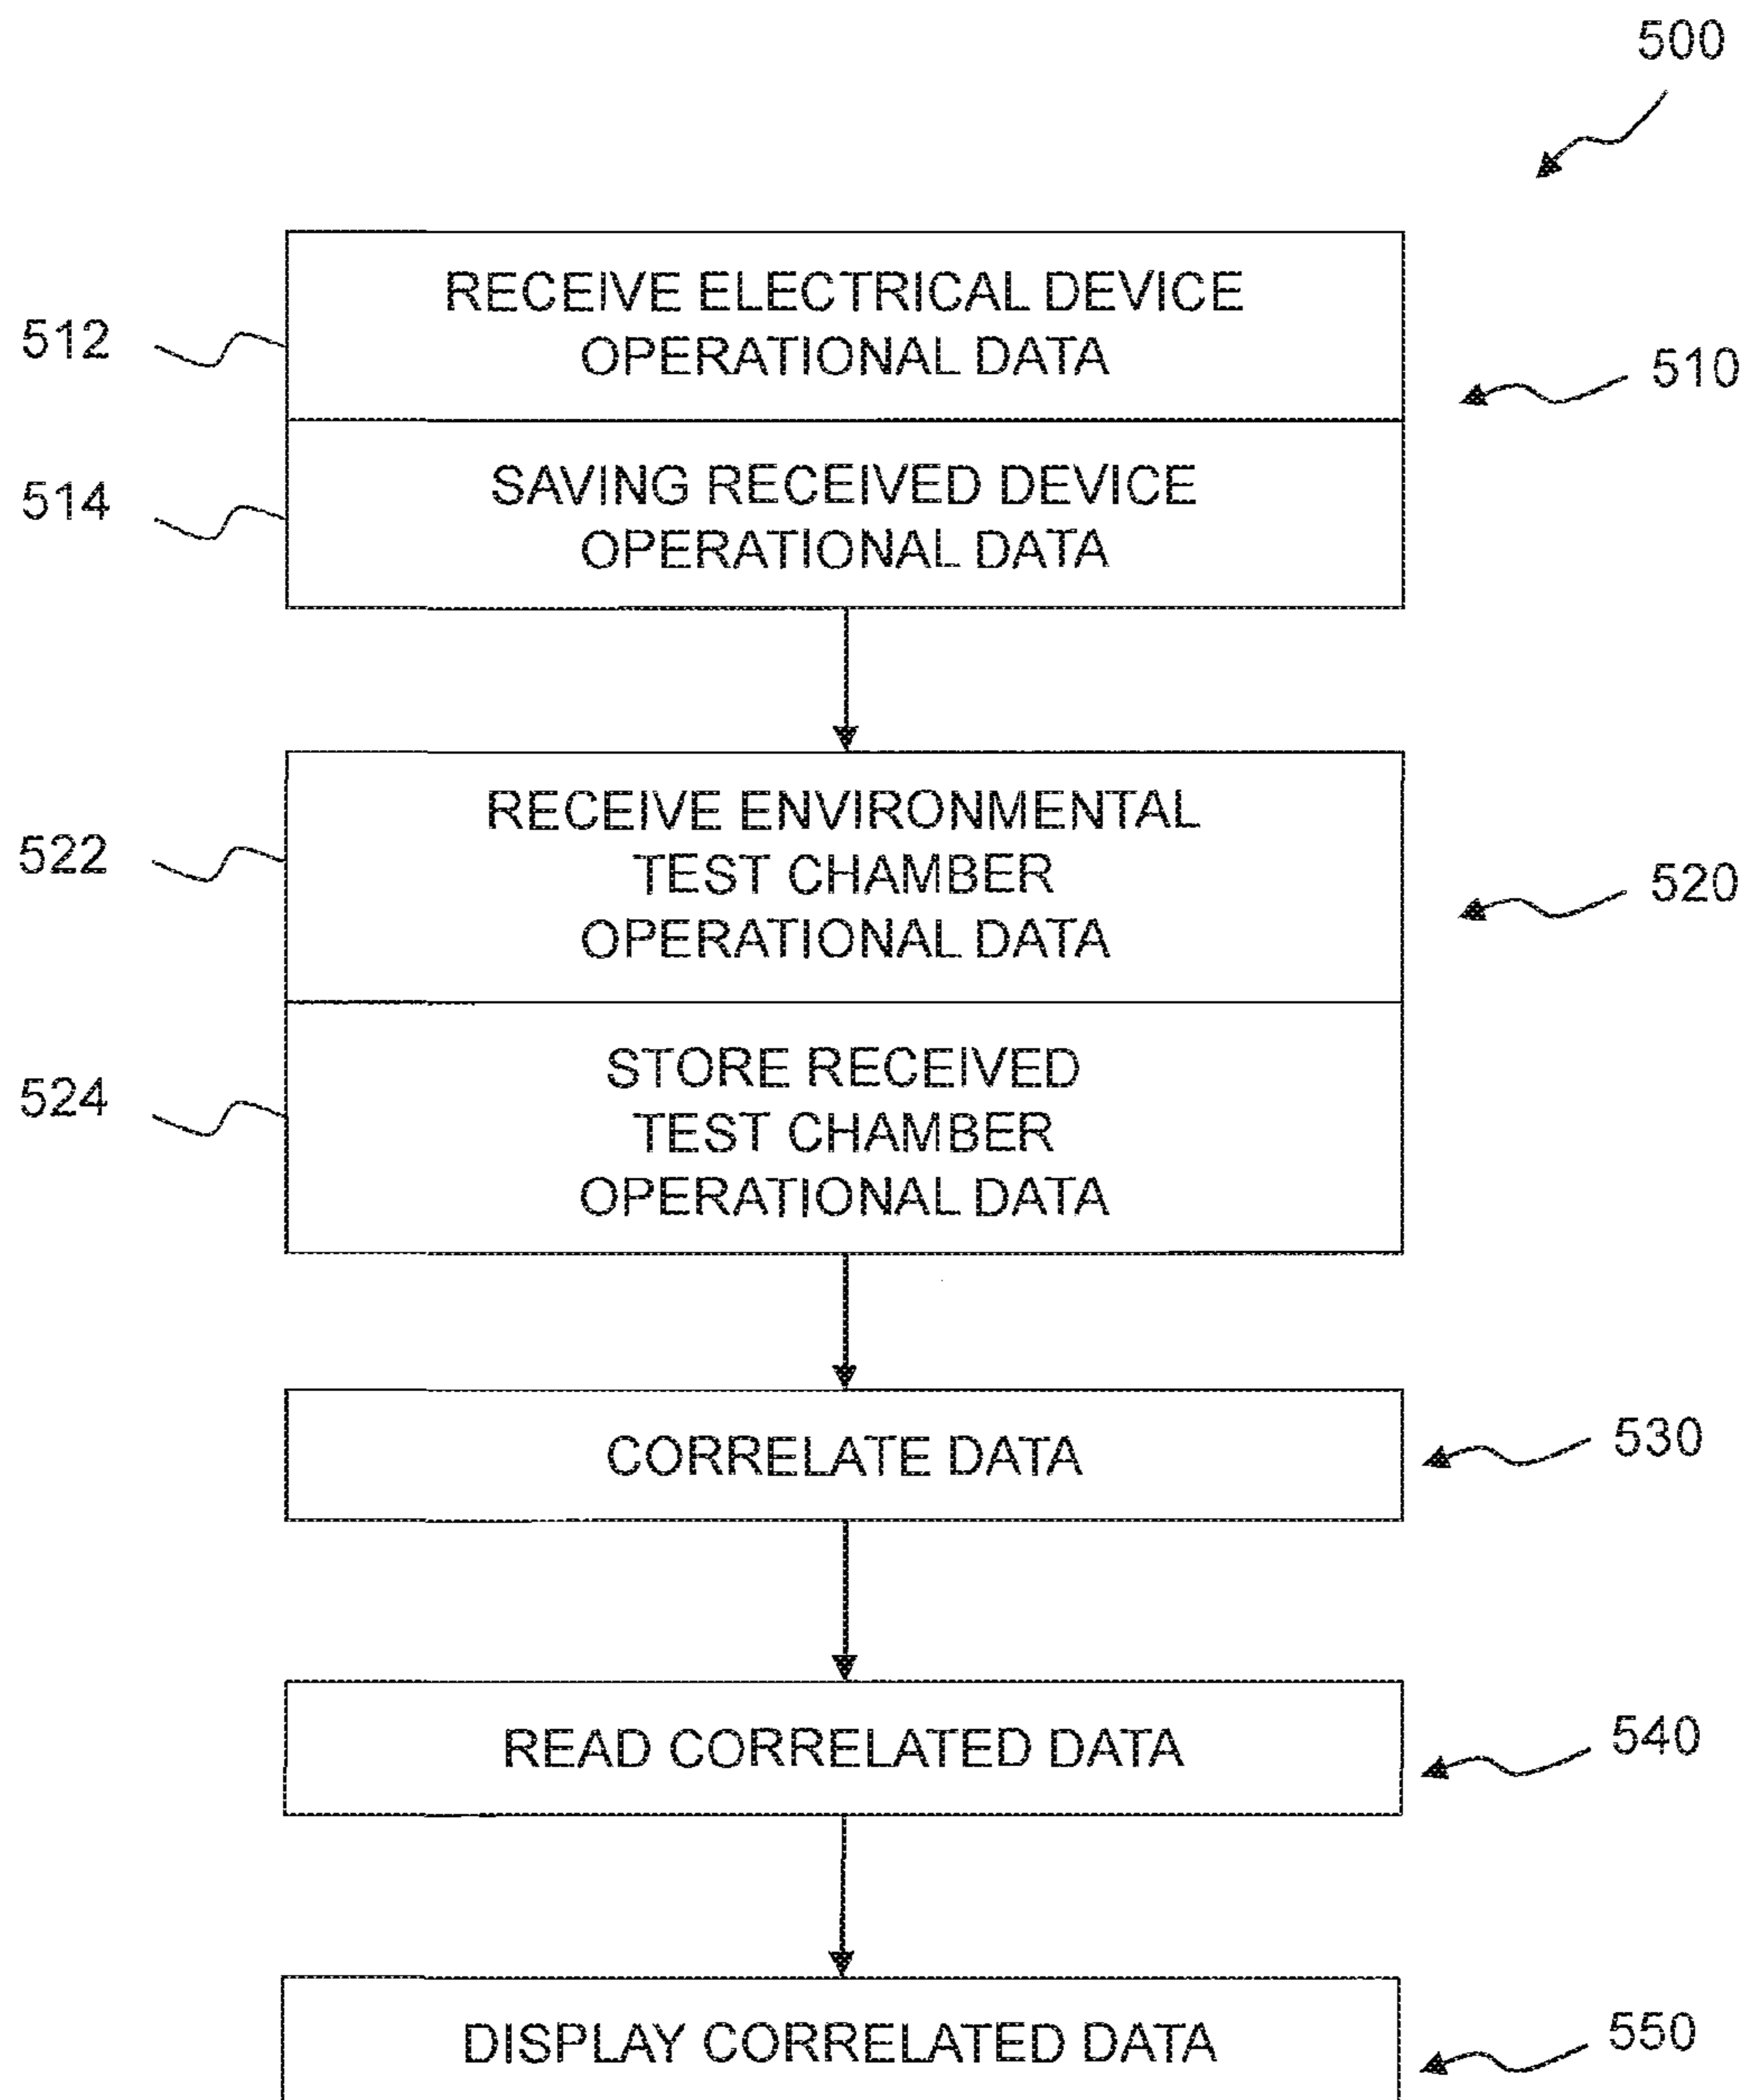 500
RECEIVE ELECTRICAL DEVICE
OPERATIONAL DATA
512
510
SAVING RECEIVED DEVICE
OPERATIONAL DATA
514
RECEIVE ENVIRONMENTAL
TEST CHAMBER
OPERATIONAL DATA
522
520
STORE RECEIVED
TEST CHAMBER
OPERATIONAL DATA
524
CORRELATE DATA
530
READ CORRELATED DATA
540
DISPLAY CORRELATED DATA
550